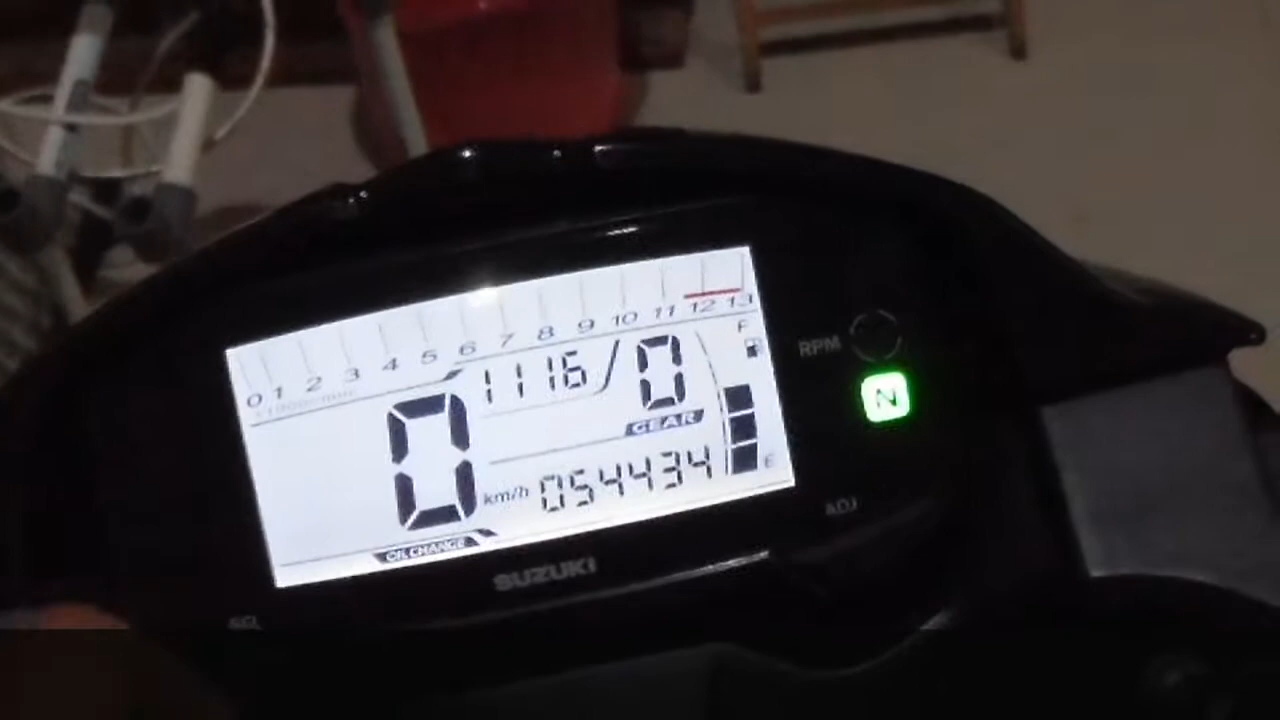 0 1 2 3 4 5 6 7 8 9 10 11 12 13
1116 0
F
GEAR
0 km/h 054434
E
OIL CHANGE
SUZUKI
RPM
N
ADJ
SEL